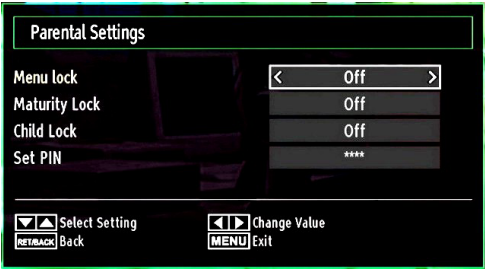 Parental Settings
Menu lock < Off >
Maturity Lock Off
Child Lock Off
Set PIN ****
▼▲ Select Setting ◀▶ Change Value
RET/BACK Back MENU Exit